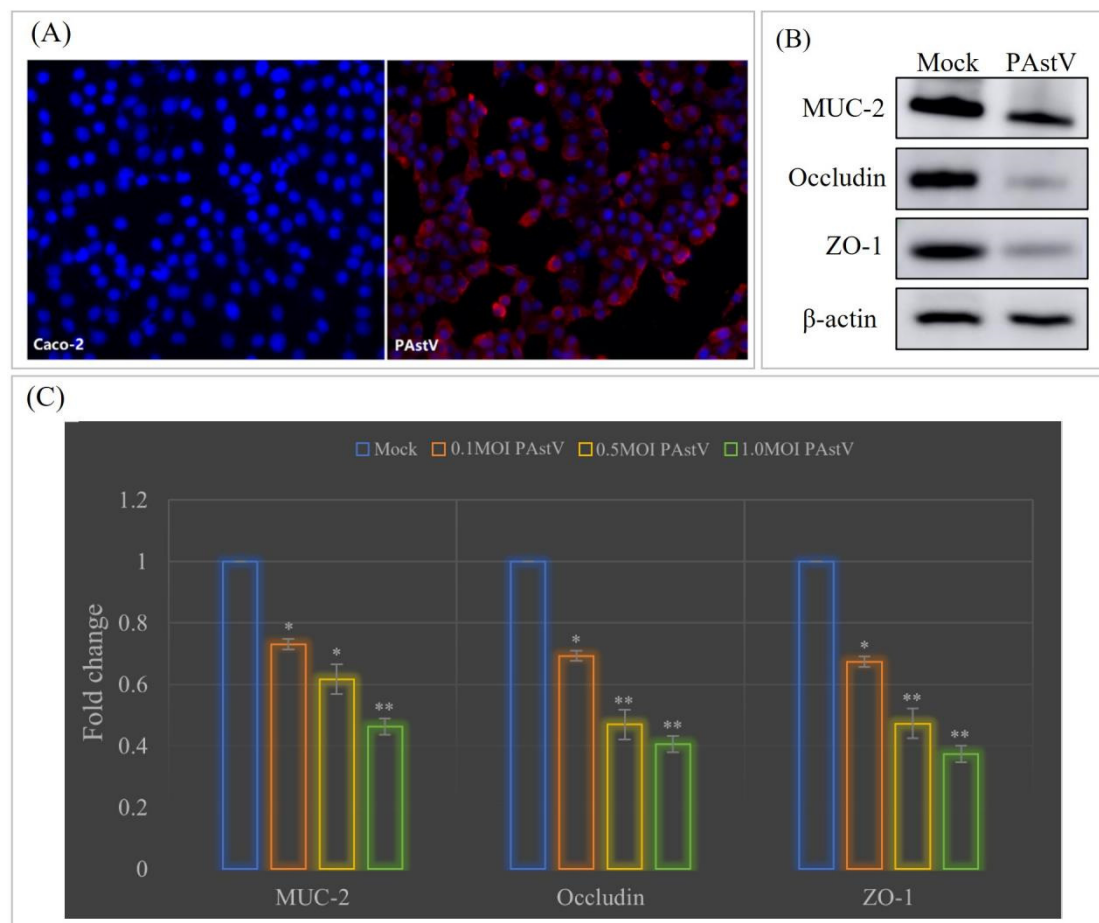 (A)
Caco-2
PAstV
(B)
Mock PAstV
MUC-2
Occludin
ZO-1
β-actin
(C)
Mock 0.1MOI PAstV 0.5MOI PAstV 1.0MOI PAstV
Fold change
1.2
1
0.8
0.6
0.4
0.2
0
* * **
* ** **
* ** **
MUC-2 Occludin ZO-1